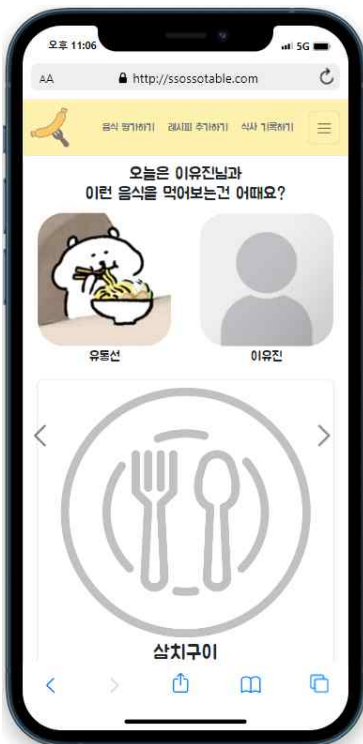 오후 11:06
5G
AA
http://ssossotable.com
음식 평가하기 레시피 추가하기 식사 기록하기
오늘은 이유진님과
이런 음식을 먹어보는건 어때요?
유통선 이유진
삼치구이